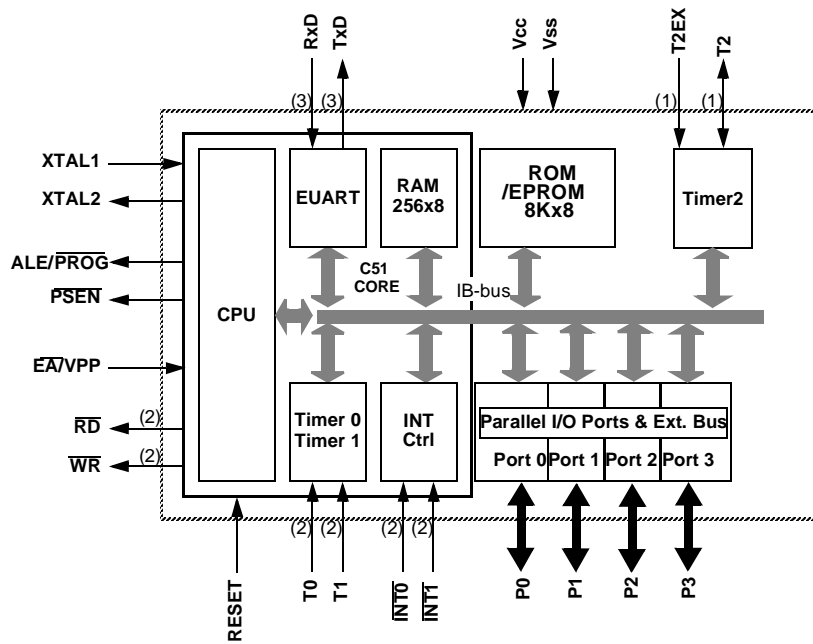 RxD
TxD
Vcc
Vss
T2EX
T2
(3) (3)
(1) (1)
XTAL1
XTAL2
ALE/PROG
PSEN
EA/VPP
RD
(2)
WR
(2)
CPU
EUART
RAM
256x8
ROM
/EPROM
8Kx8
Timer2
C51
CORE
IB-bus
Timer 0
Timer 1
INT
Ctrl
Parallel I/O Ports & Ext. Bus
Port 0
Port 1
Port 2
Port 3
(2) (2)
(2) (2)
RESET
T0
T1
INT0
INT1
P0
P1
P2
P3